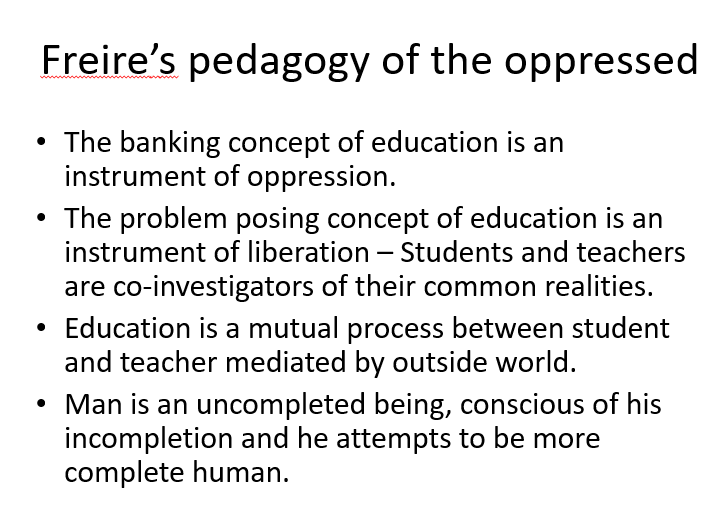 Freire’s pedagogy of the oppressed
• The banking concept of education is an
instrument of oppression.
• The problem posing concept of education is an
instrument of liberation – Students and teachers
are co-investigators of their common realities.
• Education is a mutual process between student
and teacher mediated by outside world.
• Man is an uncompleted being, conscious of his
incompletion and he attempts to be more
complete human.